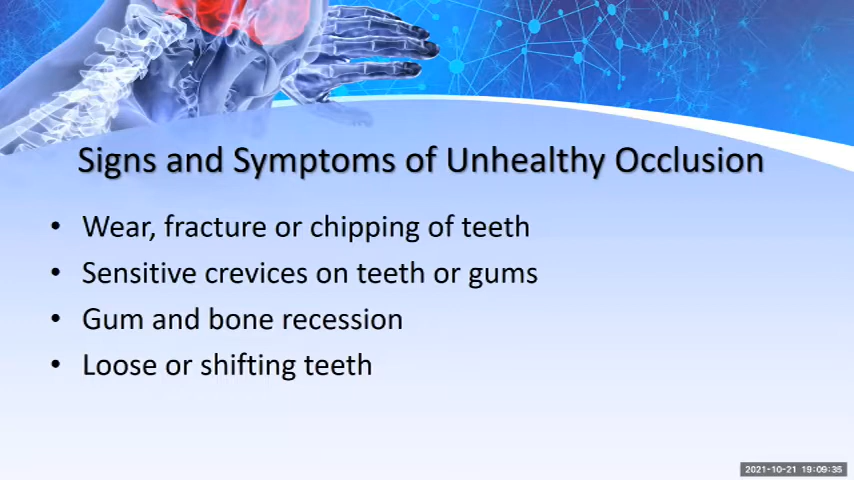 Signs and Symptoms of Unhealthy Occlusion
• Wear, fracture or chipping of teeth
• Sensitive crevices on teeth or gums
• Gum and bone recession
• Loose or shifting teeth
2021-10-21 19:09:35